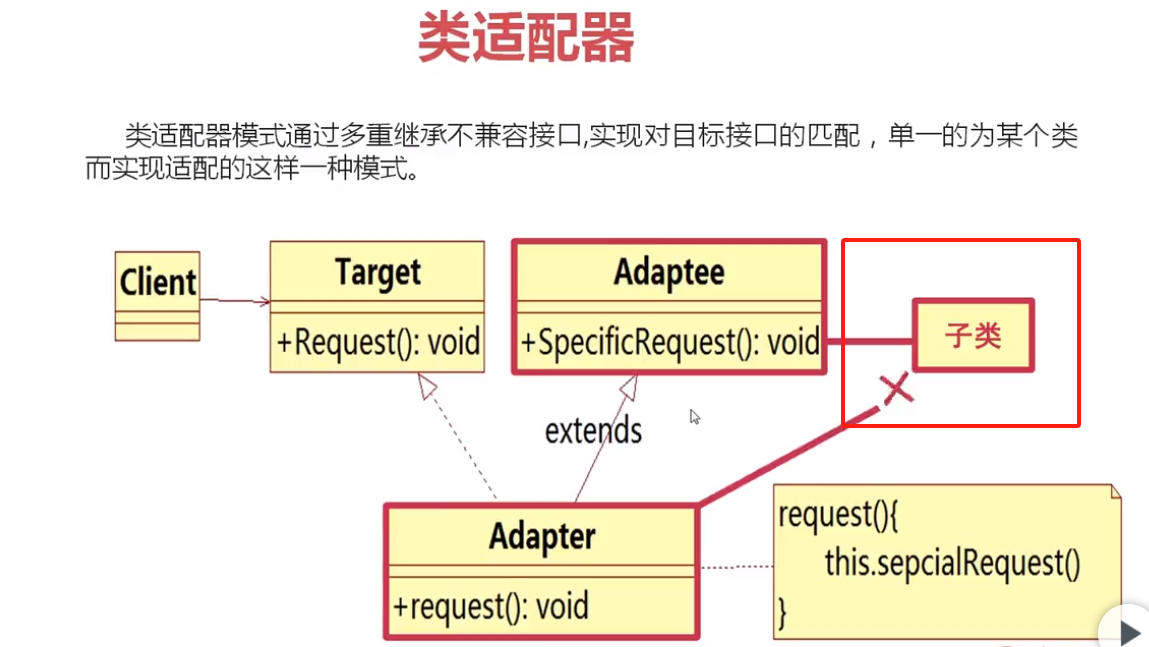 类适配器
类适配器模式通过多重继承不兼容接口,实现对目标接口的匹配，单一的为某个类
而实现适配的这样一种模式。
Client
Target
+Request(): void
Adaptee
+SpecificRequest(): void
子类
extends
Adapter
+request(): void
request(){
this.sepcialRequest()
}